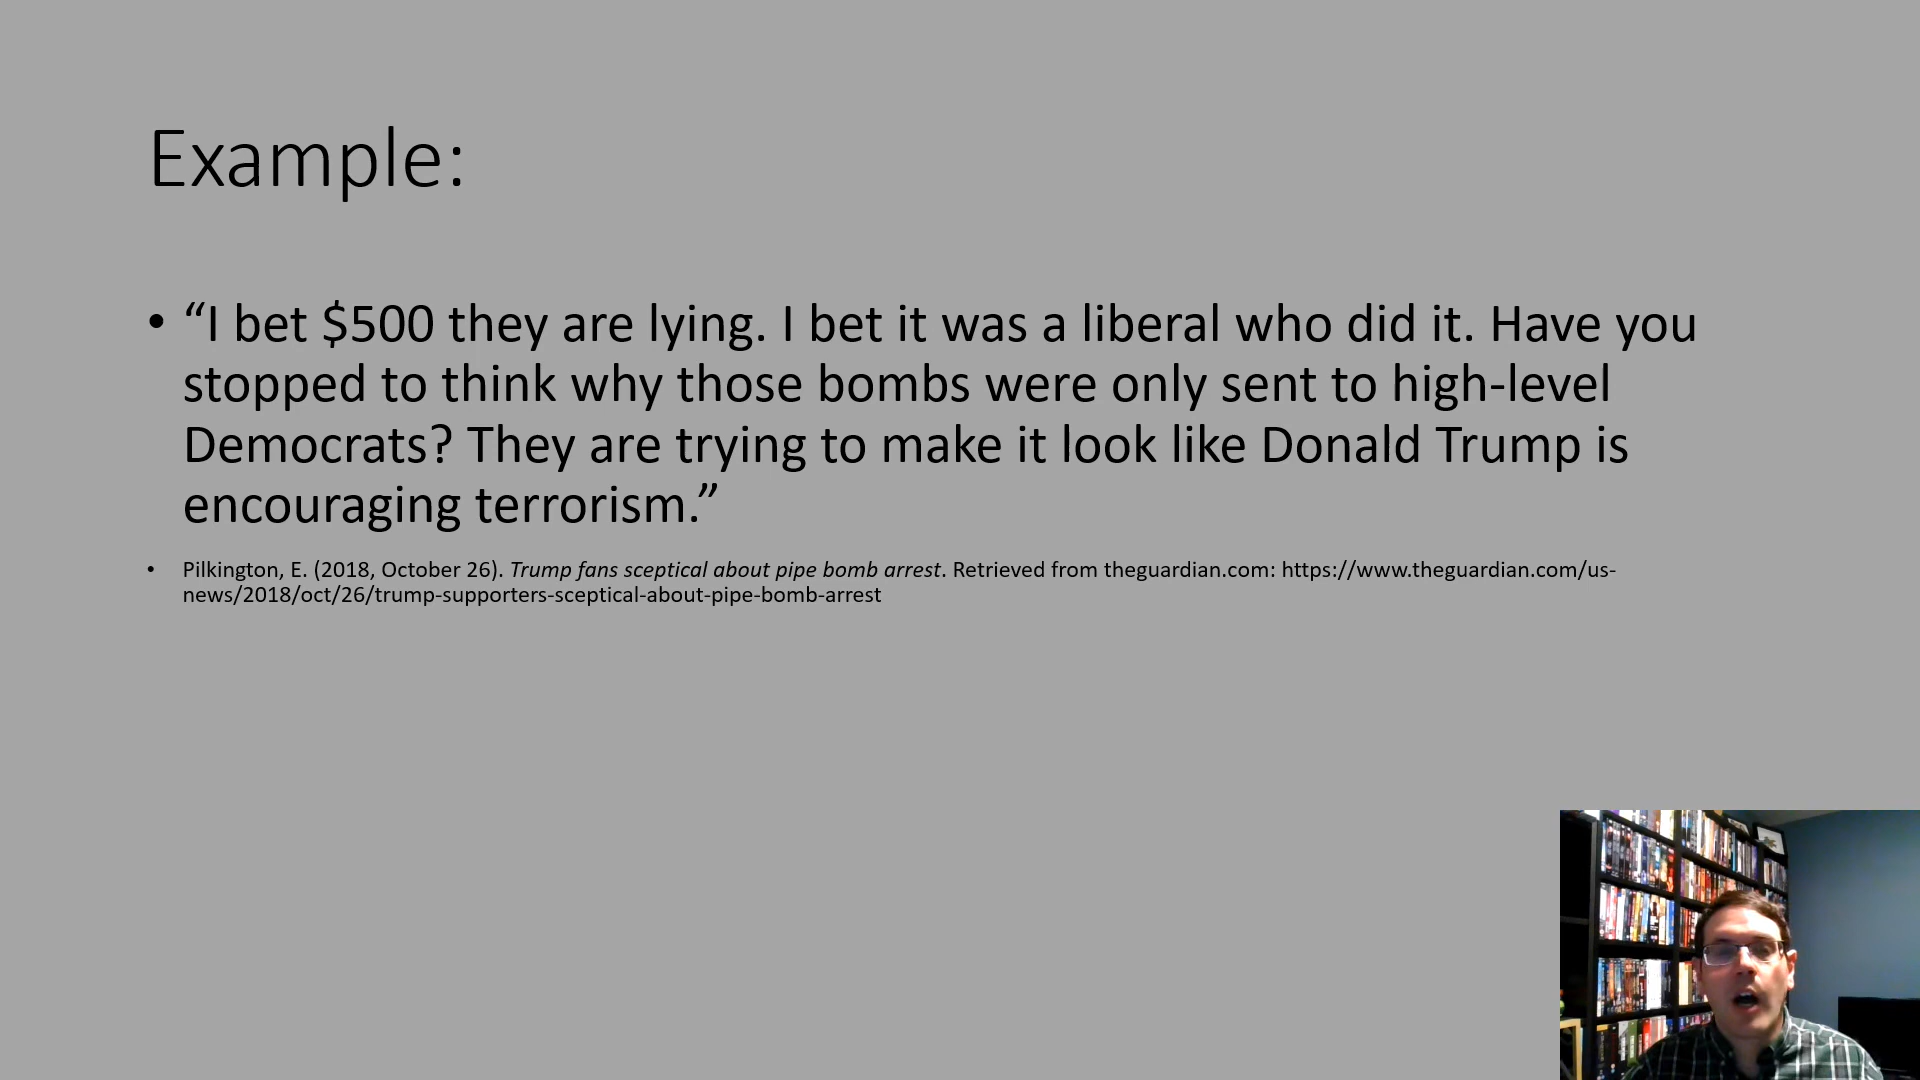 Example:
• “I bet $500 they are lying. I bet it was a liberal who did it. Have you
stopped to think why those bombs were only sent to high-level
Democrats? They are trying to make it look like Donald Trump is
encouraging terrorism.”
• Pilkington, E. (2018, October 26). Trump fans sceptical about pipe bomb arrest. Retrieved from theguardian.com: https://www.theguardian.com/us-
news/2018/oct/26/trump-supporters-sceptical-about-pipe-bomb-arrest